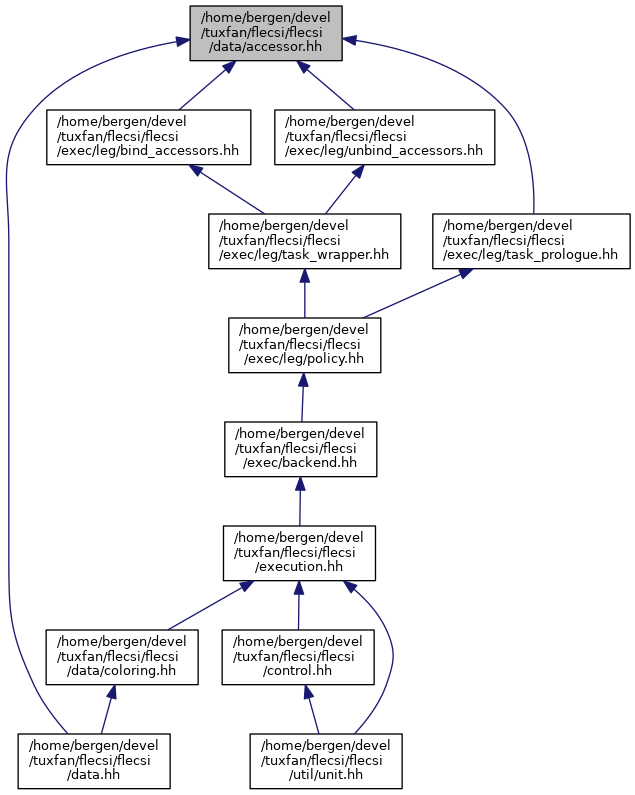 /home/bergen/devel
/tuxfan/flecsi/flecsi
/data/accessor.hh
/home/bergen/devel
/tuxfan/flecsi/flecsi
/exec/leg/bind_accessors.hh
/home/bergen/devel
/tuxfan/flecsi/flecsi
/exec/leg/unbind_accessors.hh
/home/bergen/devel
/tuxfan/flecsi/flecsi
/exec/leg/task_wrapper.hh
/home/bergen/devel
/tuxfan/flecsi/flecsi
/exec/leg/task_prologue.hh
/home/bergen/devel
/tuxfan/flecsi/flecsi
/exec/leg/policy.hh
/home/bergen/devel
/tuxfan/flecsi/flecsi
/exec/backend.hh
/home/bergen/devel
/tuxfan/flecsi/flecsi
/execution.hh
/home/bergen/devel
/tuxfan/flecsi/flecsi
/data/coloring.hh
/home/bergen/devel
/tuxfan/flecsi/flecsi
/control.hh
/home/bergen/devel
/tuxfan/flecsi/flecsi
/data.hh
/home/bergen/devel
/tuxfan/flecsi/flecsi
/util/unit.hh